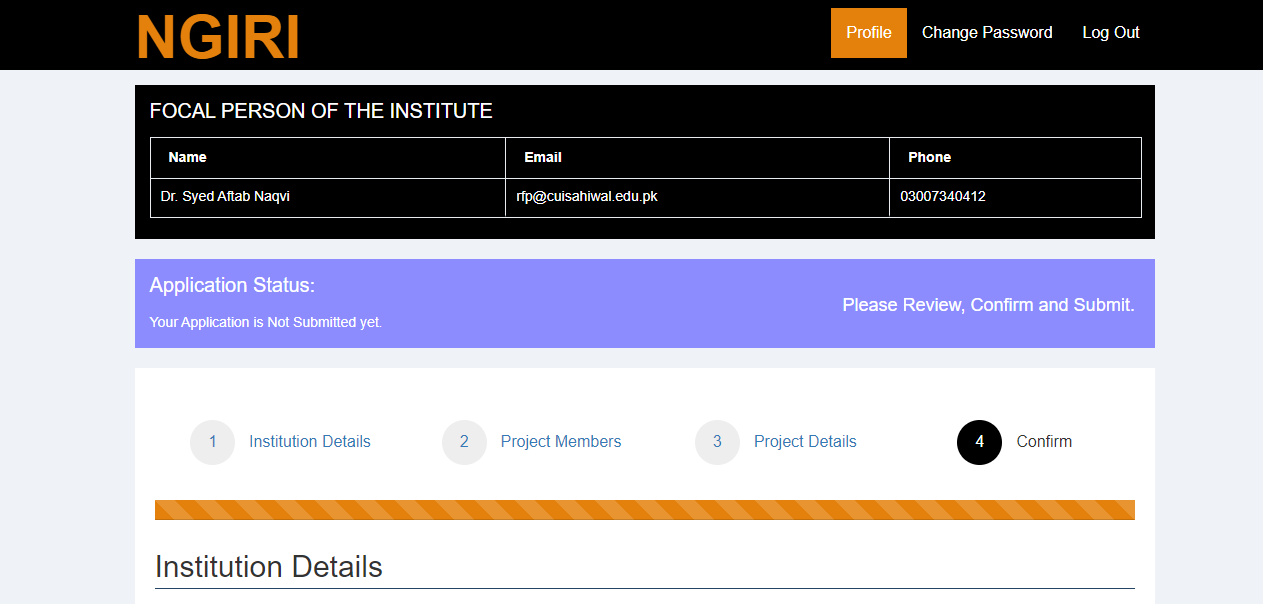 NGIRI
Profile Change Password Log Out
FOCAL PERSON OF THE INSTITUTE
Name Email Phone
Dr. Syed Aftab Naqvi rfp@cuisahiwal.edu.pk 03007340412
Application Status:
Please Review, Confirm and Submit.
Your Application is Not Submitted yet.
1 Institution Details 2 Project Members 3 Project Details 4 Confirm
Institution Details